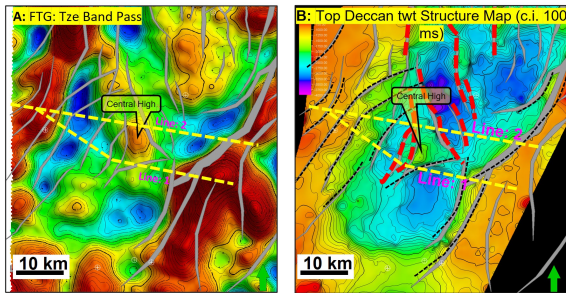 A: FTG: Tze Band Pass
Central High
Line: 2
Line: 1
10 km
B: Top Deccan twt Structure Map (c.i. 100
ms)
Central High
Line: 2
Line: 1
10 km